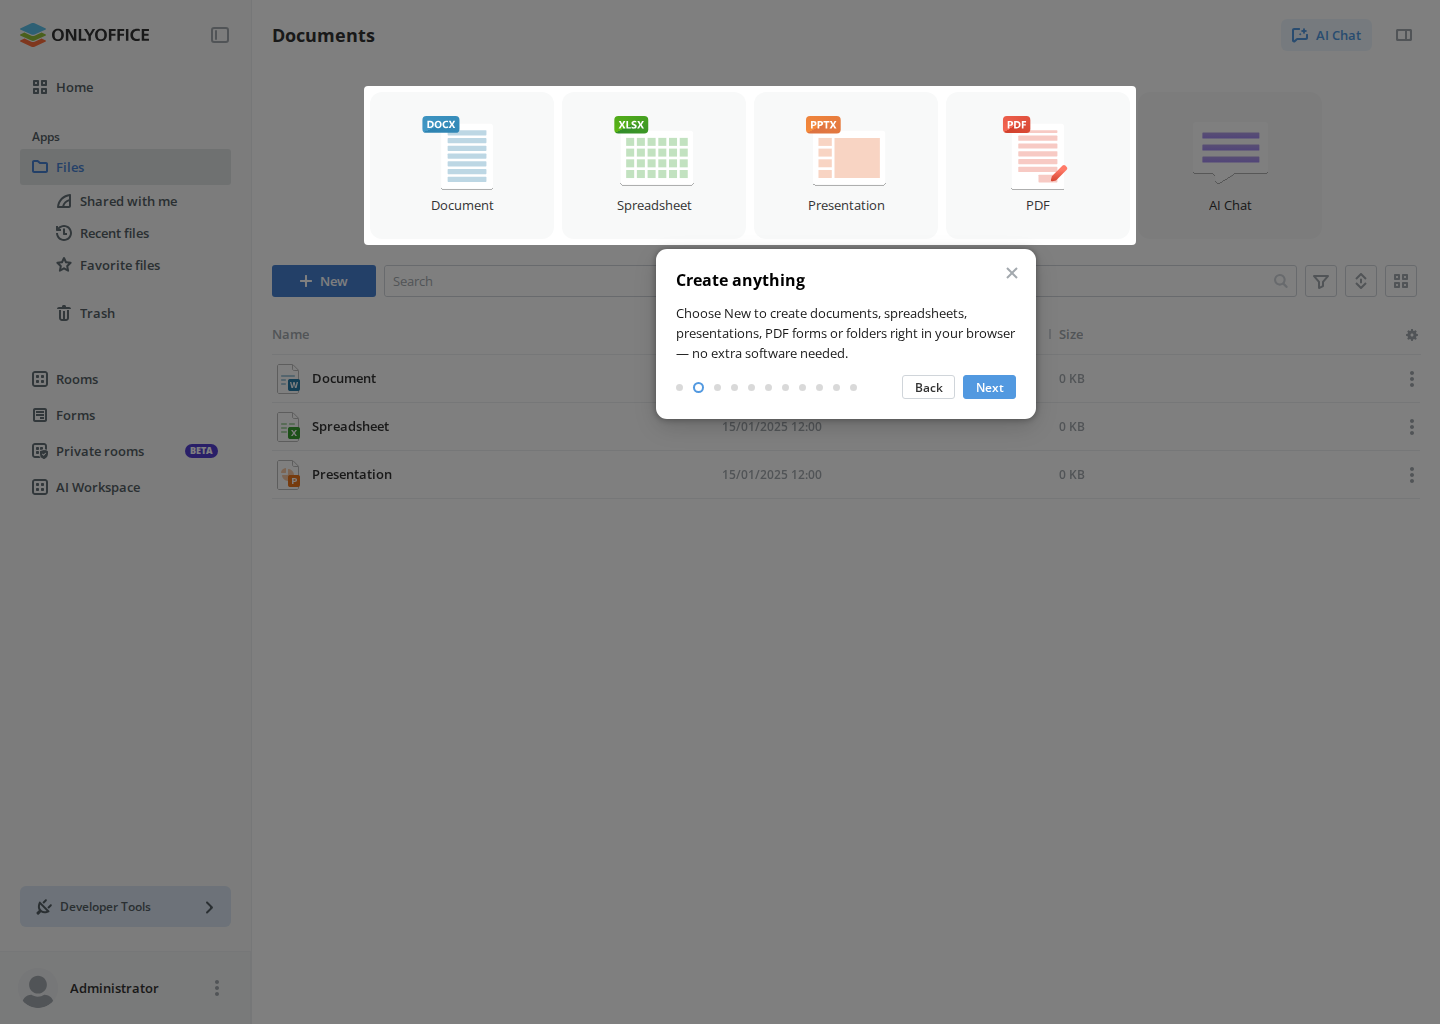 ONLYOFFICE
Documents
AI Chat
Home
Apps
Files
Shared with me
Recent files
Favorite files
Trash
Rooms
Forms
Private rooms
BETA
AI Workspace
Developer Tools
Administrator
DOCX
Document
XLSX
Spreadsheet
PPTX
Presentation
PDF
PDF
AI Chat
New
Search
Create anything
Choose New to create documents, spreadsheets,
presentations, PDF forms or folders right in your browser
— no extra software needed.
Back
Next
Name
Size
W
Document
0 KB
X
Spreadsheet
15/01/2025 12:00
0 KB
P
Presentation
15/01/2025 12:00
0 KB